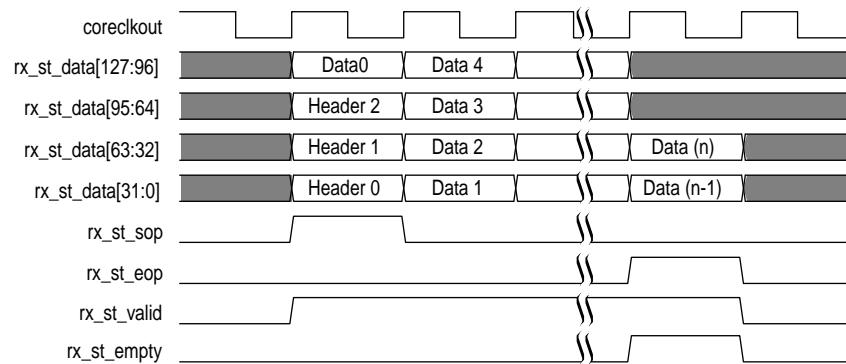 coreclkout
rx_st_data[127:96] Data0 Data 4
rx_st_data[95:64] Header 2 Data 3
rx_st_data[63:32] Header 1 Data 2 Data (n)
rx_st_data[31:0] Header 0 Data 1 Data (n-1)
rx_st_sop
rx_st_eop
rx_st_valid
rx_st_empty